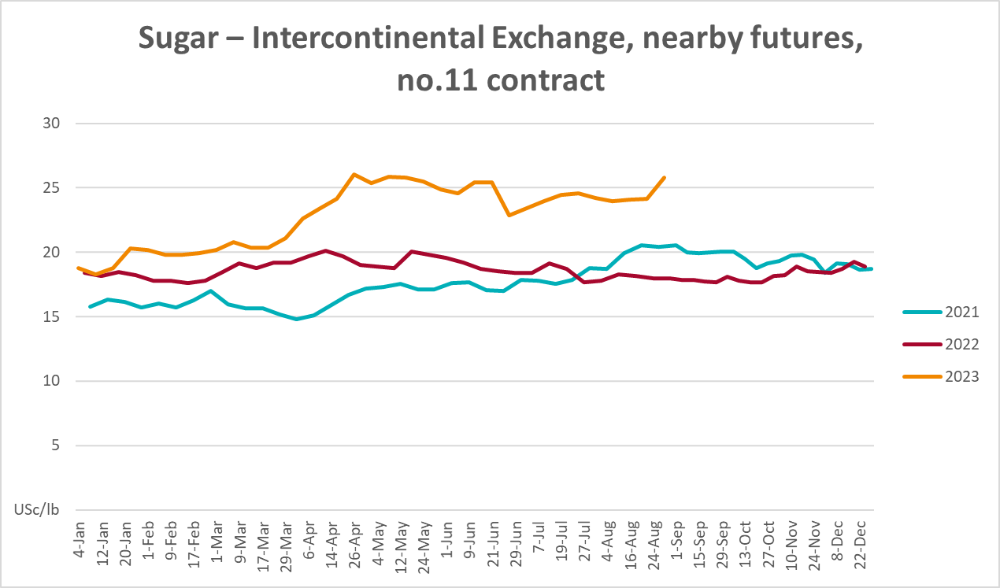 Sugar – Intercontinental Exchange, nearby futures,
no.11 contract
30
25
20
15
10
5
USc/lb
4-Jan
12-Jan
20-Jan
1-Feb
9-Feb
17-Feb
1-Mar
9-Mar
17-Mar
29-Mar
6-Apr
14-Apr
26-Apr
4-May
12-May
24-May
1-Jun
9-Jun
21-Jun
29-Jun
7-Jul
19-Jul
27-Jul
4-Aug
16-Aug
24-Aug
1-Sep
15-Sep
29-Sep
13-Oct
27-Oct
10-Nov
24-Nov
8-Dec
22-Dec
2021
2022
2023